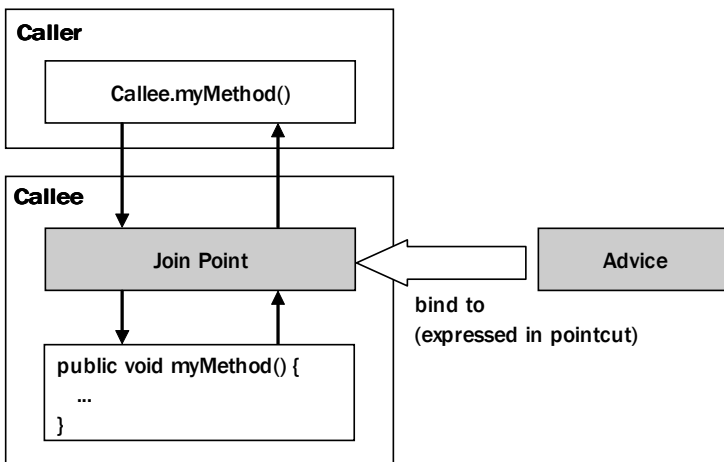 Caller
Callee.myMethod()
Callee
Join Point
Advice
bind to
(expressed in pointcut)
public void myMethod() {
...
}